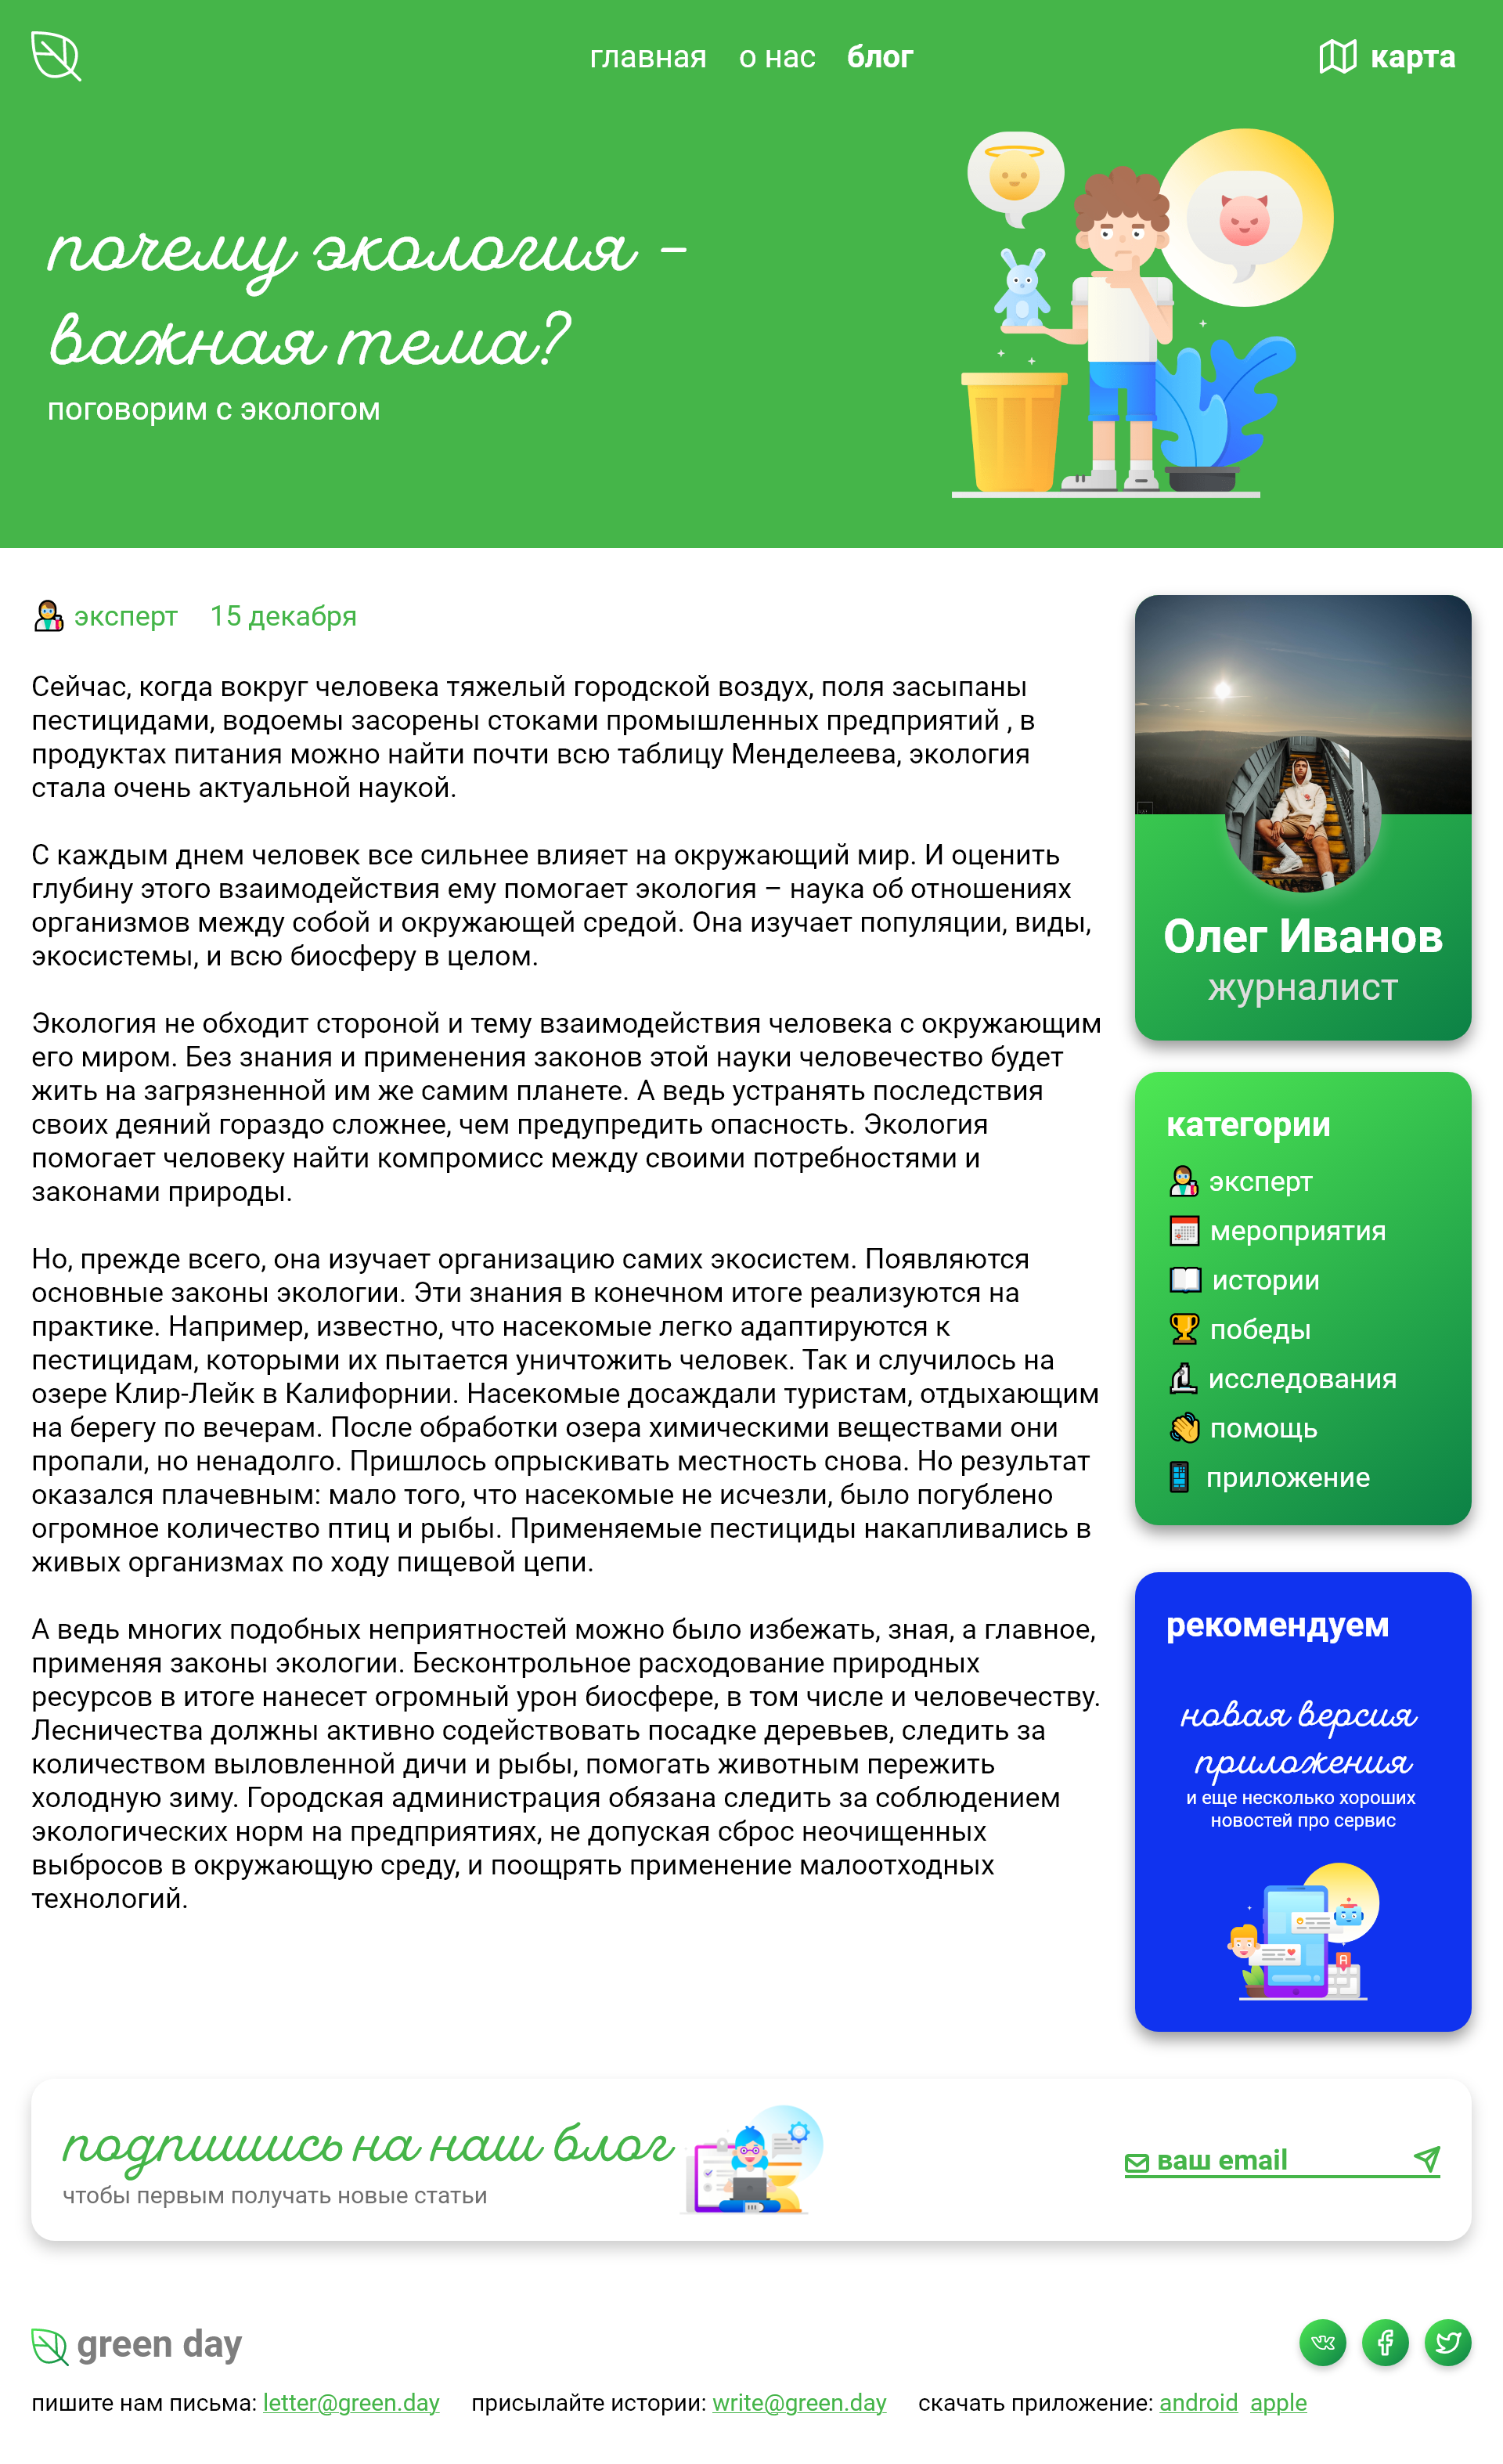 главная о нас блог карта
почему экология -
важная тема?
поговорим с экологом
эксперт 15 декабря
Сейчас, когда вокруг человека тяжелый городской воздух, поля засыпаны
пестицидами, водоемы засорены стоками промышленных предприятий , в
продуктах питания можно найти почти всю таблицу Менделеева, экология
стала очень актуальной наукой.
С каждым днем человек все сильнее влияет на окружающий мир. И оценить
глубину этого взаимодействия ему помогает экология – наука об отношениях
организмов между собой и окружающей средой. Она изучает популяции, виды,
экосистемы, и всю биосферу в целом.
Экология не обходит стороной и тему взаимодействия человека с окружающим
его миром. Без знания и применения законов этой науки человечество будет
жить на загрязненной им же самим планете. А ведь устранять последствия
своих деяний гораздо сложнее, чем предупредить опасность. Экология
помогает человеку найти компромисс между своими потребностями и
законами природы.
Но, прежде всего, она изучает организацию самих экосистем. Появляются
основные законы экологии. Эти знания в конечном итоге реализуются на
практике. Например, известно, что насекомые легко адаптируются к
пестицидам, которыми их пытается уничтожить человек. Так и случилось на
озере Клир-Лейк в Калифорнии. Насекомые досаждали туристам, отдыхающим
на берегу по вечерам. После обработки озера химическими веществами они
пропали, но ненадолго. Пришлось опрыскивать местность снова. Но результат
оказался плачевным: мало того, что насекомые не исчезли, было погублено
огромное количество птиц и рыбы. Применяемые пестициды накапливались в
живых организмах по ходу пищевой цепи.
А ведь многих подобных неприятностей можно было избежать, зная, а главное,
применяя законы экологии. Бесконтрольное расходование природных
ресурсов в итоге нанесет огромный урон биосфере, в том числе и человечеству.
Лесничества должны активно содействовать посадке деревьев, следить за
количеством выловленной дичи и рыбы, помогать животным пережить
холодную зиму. Городская администрация обязана следить за соблюдением
экологических норм на предприятиях, не допуская сброс неочищенных
выбросов в окружающую среду, и поощрять применение малоотходных
технологий.
Олег Иванов
журналист
категории
эксперт
мероприятия
истории
победы
исследования
помощь
приложение
рекомендуем
новая версия
приложения
и еще несколько хороших
новостей про сервис
подпишись на наш блог
чтобы первым получать новые статьи
ваш email
green day
пишите нам письма: letter@green.day присылайте истории: write@green.day скачать приложение: android apple